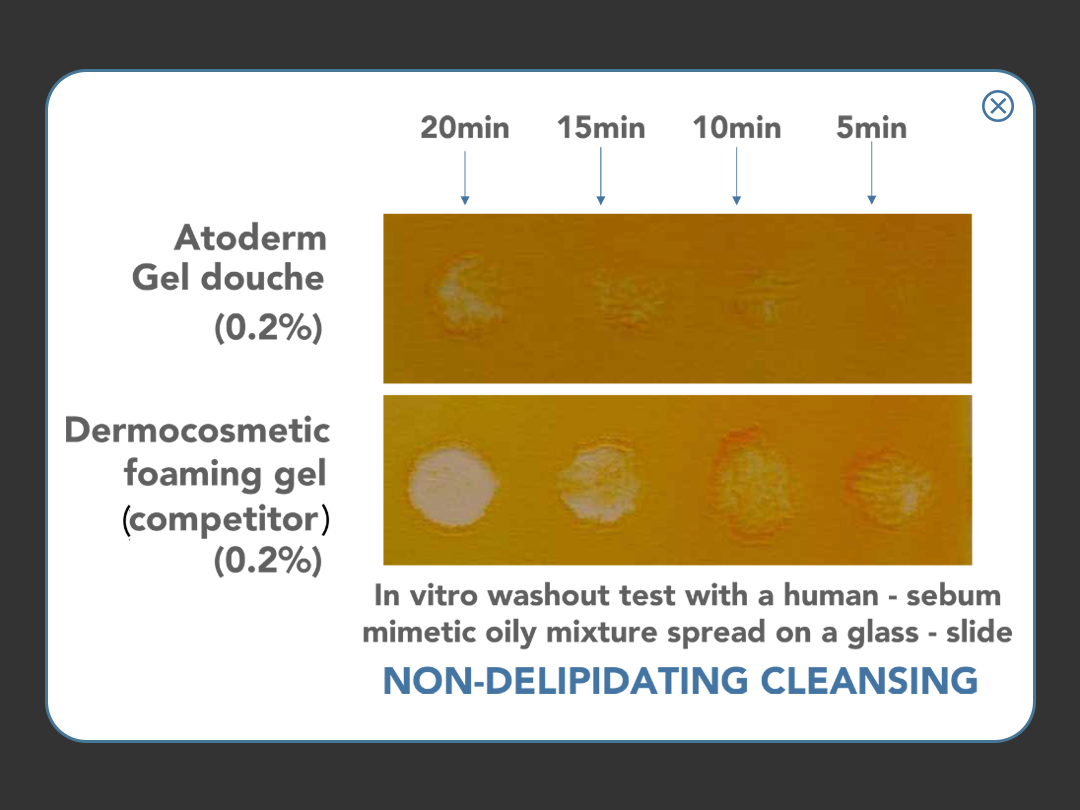 20min 15min 10min 5min
Atoderm
Gel douche
(0.2%)
Dermocosmetic
foaming gel
(competitor)
(0.2%)
In vitro washout test with a human - sebum
mimetic oily mixture spread on a glass - slide
NON-DELIPIDATING CLEANSING